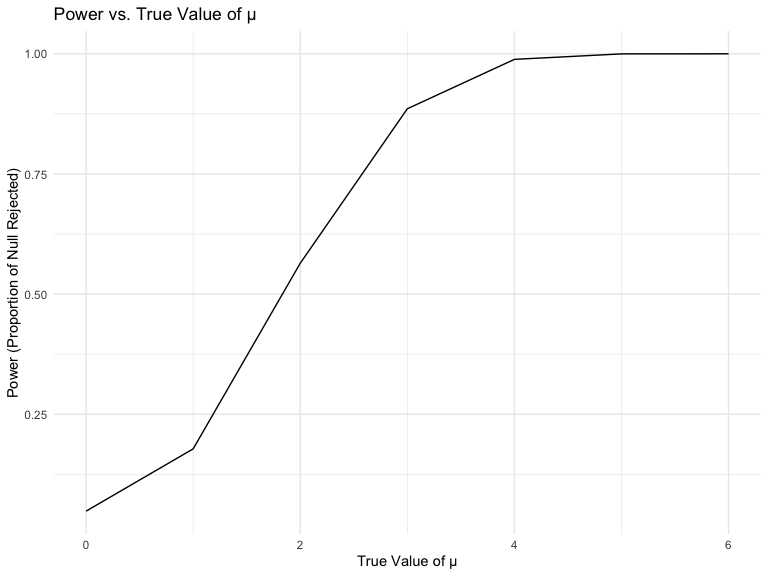 Power vs. True Value of μ
Power (Proportion of Null Rejected)
1.00
0.75
0.50
0.25
0
2
4
6
True Value of μ